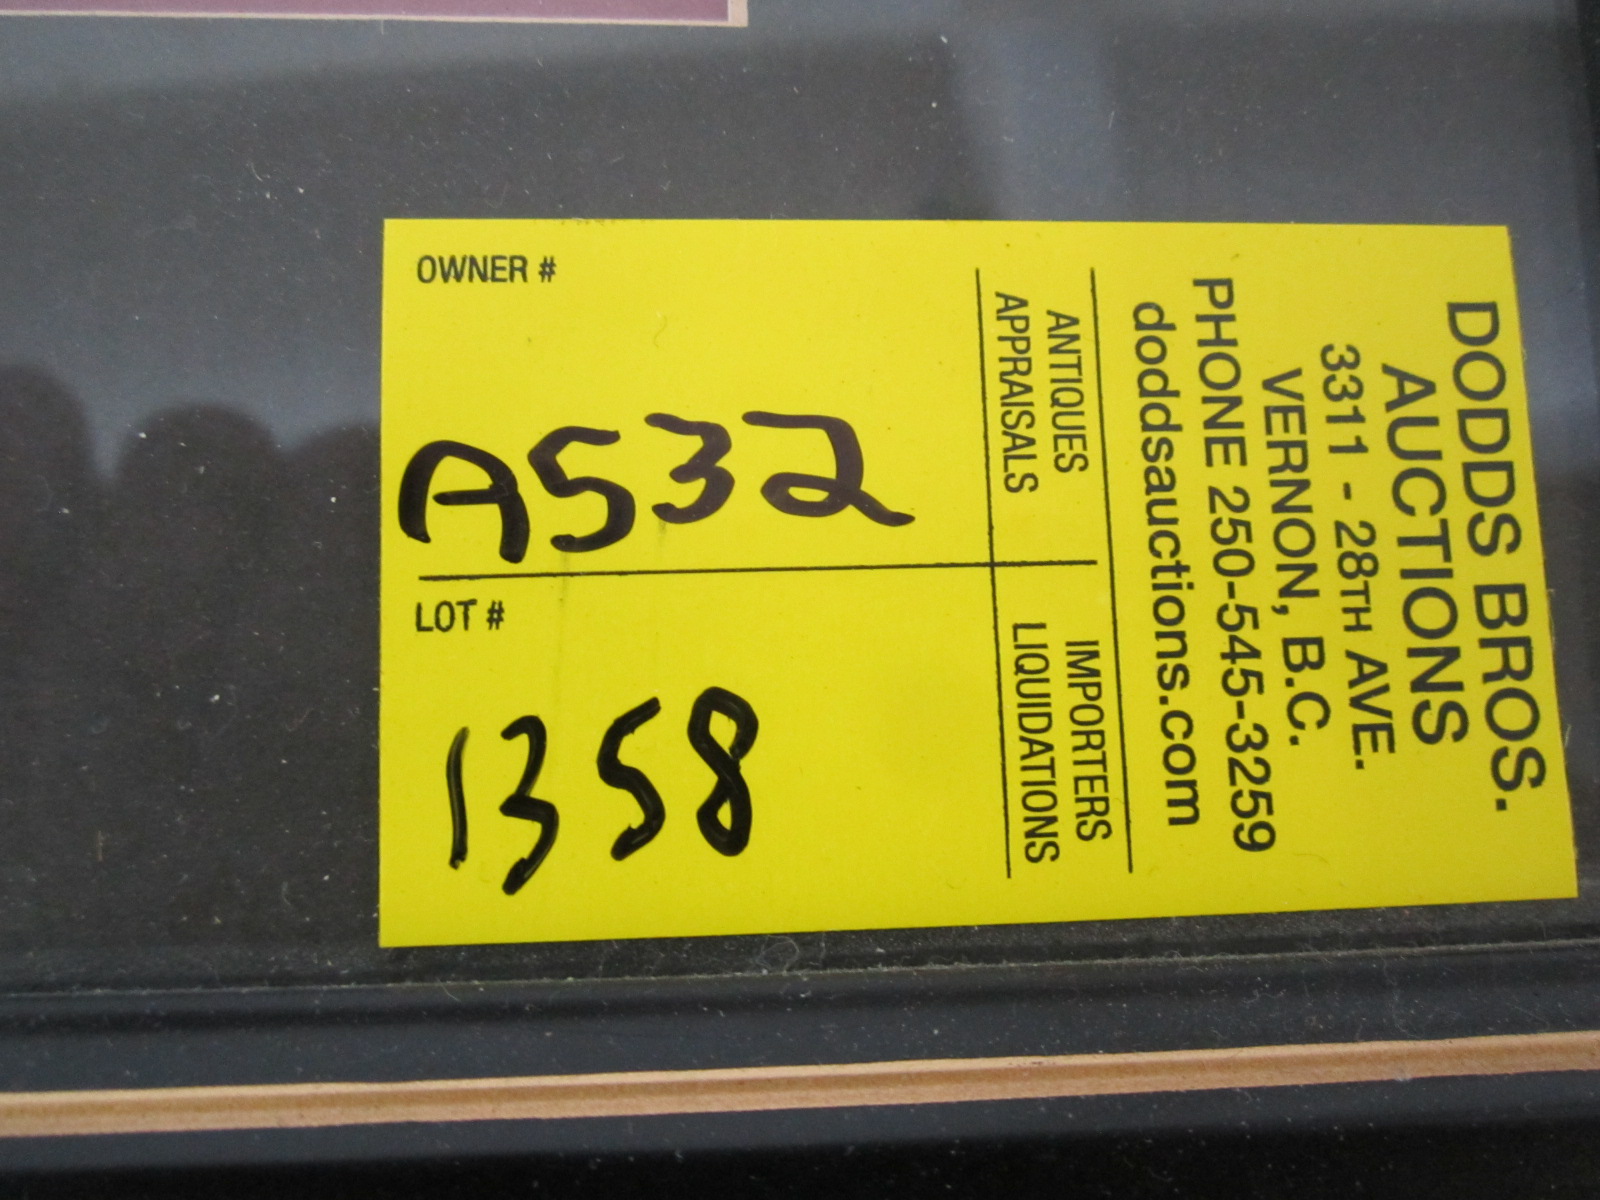 OWNER #
A532
LOT #
1358
DODDS BROS.
AUCTIONS
3311 - 28TH AVE.
VERNON, B.C.
PHONE 250-545-3259
doddsauctions.com
ANTIQUES
APPRAISALS
IMPORTERS
LIQUIDATIONS